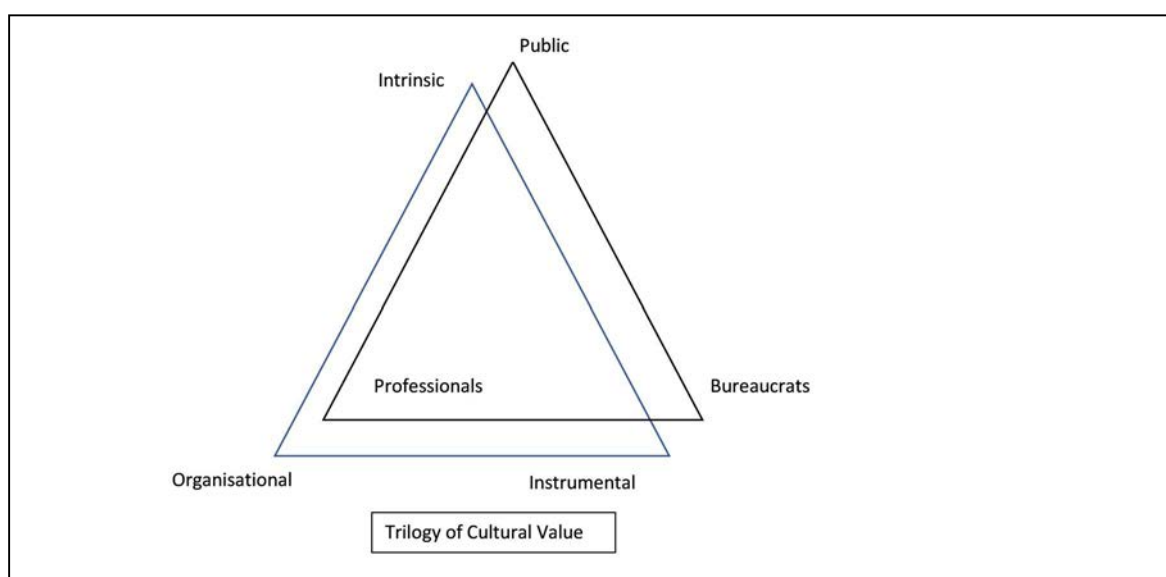 Public
Intrinsic
Professionals
Bureaucrats
Organisational
Instrumental
Trilogy of Cultural Value